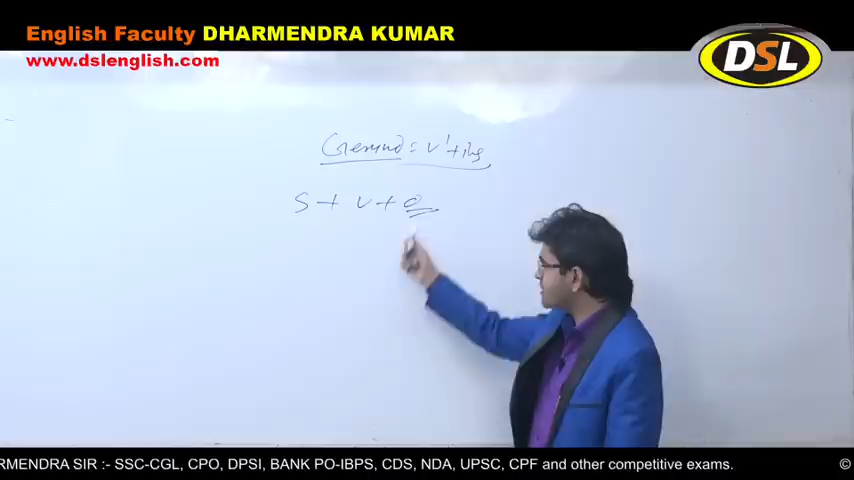 English Faculty DHARMENDRA KUMAR
www.dslenglish.com
DSL
Gerund = V¹+ing
S + V + O
RMENDRA SIR :- SSC-CGL, CPO, DPSI, BANK PO-IBPS, CDS, NDA, UPSC, CPF and other competitive exams.
©